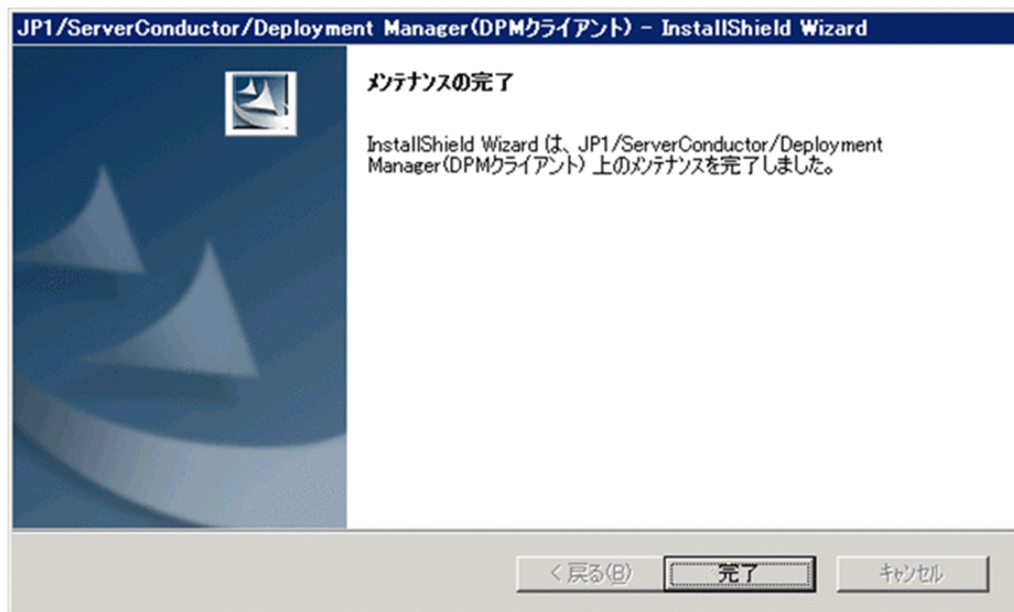 JP1/ServerConductor/Deployment Manager(DPMクライアント) - InstallShield Wizard
メンテナンスの完了
InstallShield Wizard は、JP1/ServerConductor/Deployment
Manager(DPMクライアント) 上のメンテナンスを完了しました。
< 戻る(B)
完了
キャンセル